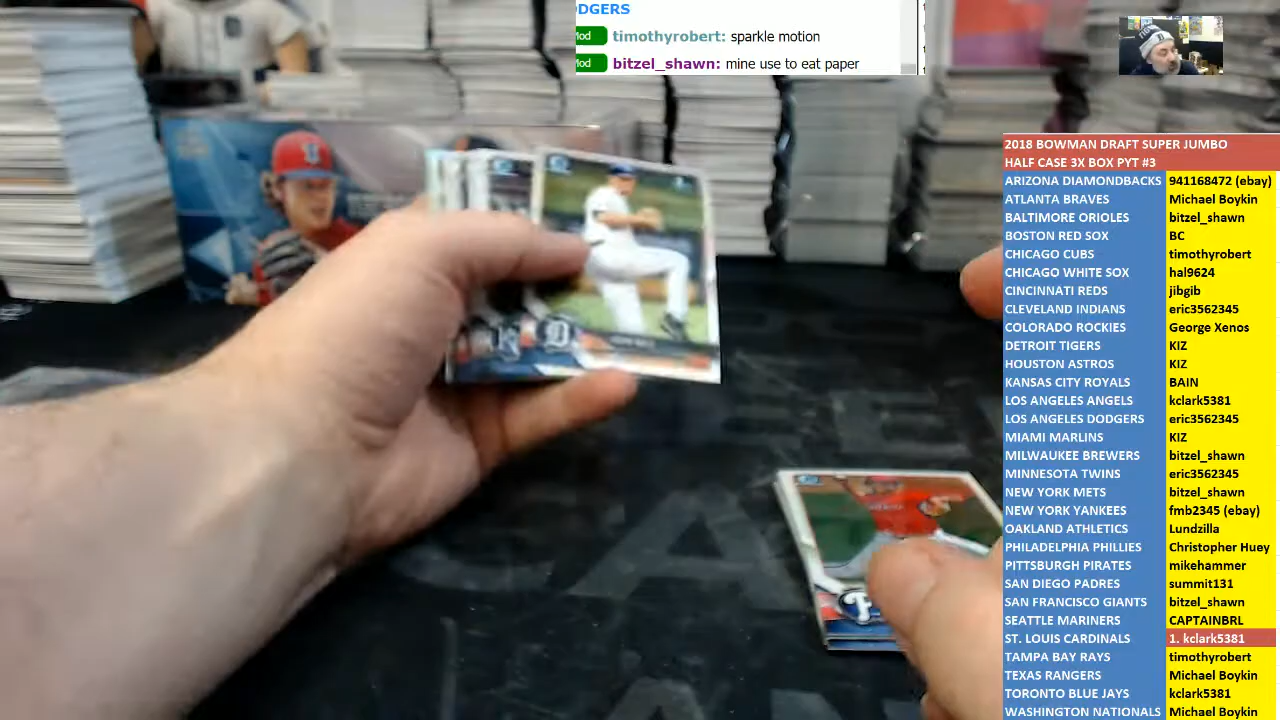 DGERS
Mod timothyrobert: sparkle motion
Mod bitzel_shawn: mine use to eat paper
2018 BOWMAN DRAFT SUPER JUMBO
HALF CASE 3X BOX PYT #3
ARIZONA DIAMONDBACKS 941168472 (ebay)
ATLANTA BRAVES Michael Boykin
BALTIMORE ORIOLES bitzel_shawn
BOSTON RED SOX BC
CHICAGO CUBS timothyrobert
CHICAGO WHITE SOX hal9624
CINCINNATI REDS jibgib
CLEVELAND INDIANS eric3562345
COLORADO ROCKIES George Xenos
DETROIT TIGERS KIZ
HOUSTON ASTROS KIZ
KANSAS CITY ROYALS BAIN
LOS ANGELES ANGELS kclark5381
LOS ANGELES DODGERS eric3562345
MIAMI MARLINS KIZ
MILWAUKEE BREWERS bitzel_shawn
MINNESOTA TWINS eric3562345
NEW YORK METS bitzel_shawn
NEW YORK YANKEES fmb2345 (ebay)
OAKLAND ATHLETICS Lundzilla
PHILADELPHIA PHILLIES Christopher Huey
PITTSBURGH PIRATES mikehammer
SAN DIEGO PADRES summit131
SAN FRANCISCO GIANTS bitzel_shawn
SEATTLE MARINERS CAPTAINBRL
ST. LOUIS CARDINALS 1. kclark5381
TAMPA BAY RAYS timothyrobert
TEXAS RANGERS Michael Boykin
TORONTO BLUE JAYS kclark5381
WASHINGTON NATIONALS Michael Boykin